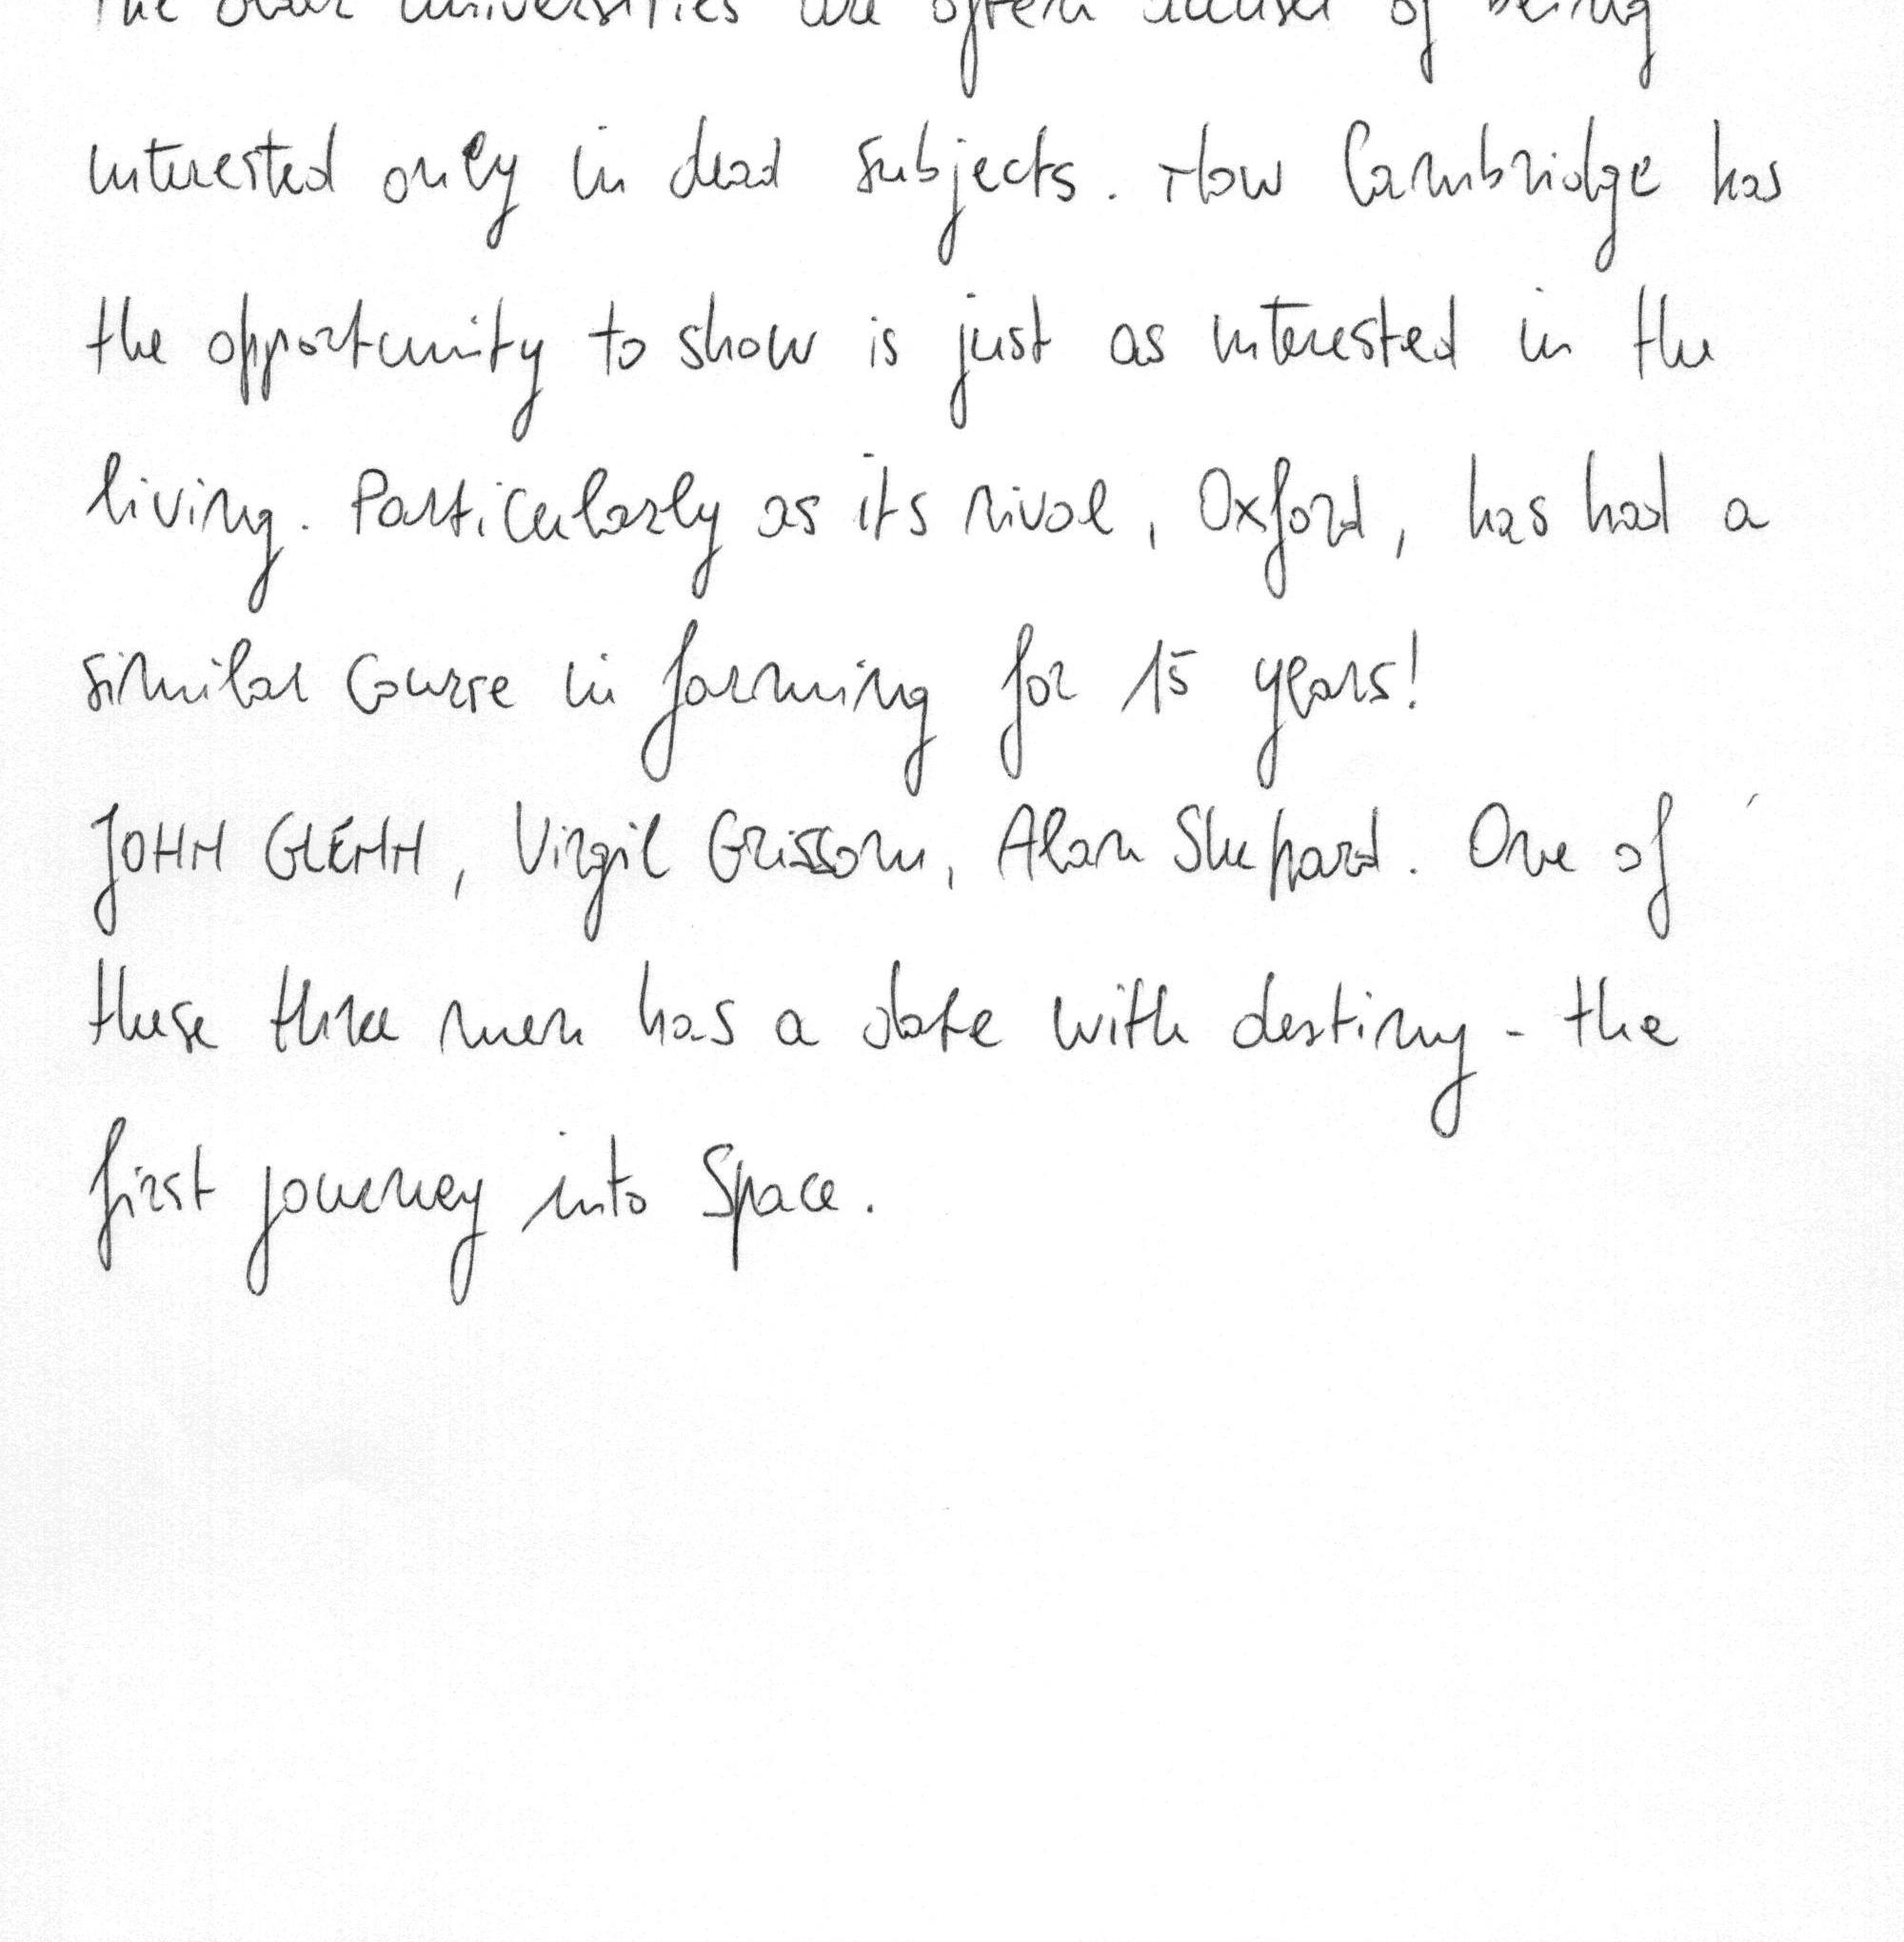 The older universities are often accused of being
interested only in dead subjects. Now Cambridge has
the opportunity to show is just as interested in the
living. Particularly as its rival, Oxford, has had a
similar course in farming for 15 years!
JOHN GLENN, Virgil Grissom, Alan Shepard. One of
these three men has a date with destiny - the
first journey into Space.